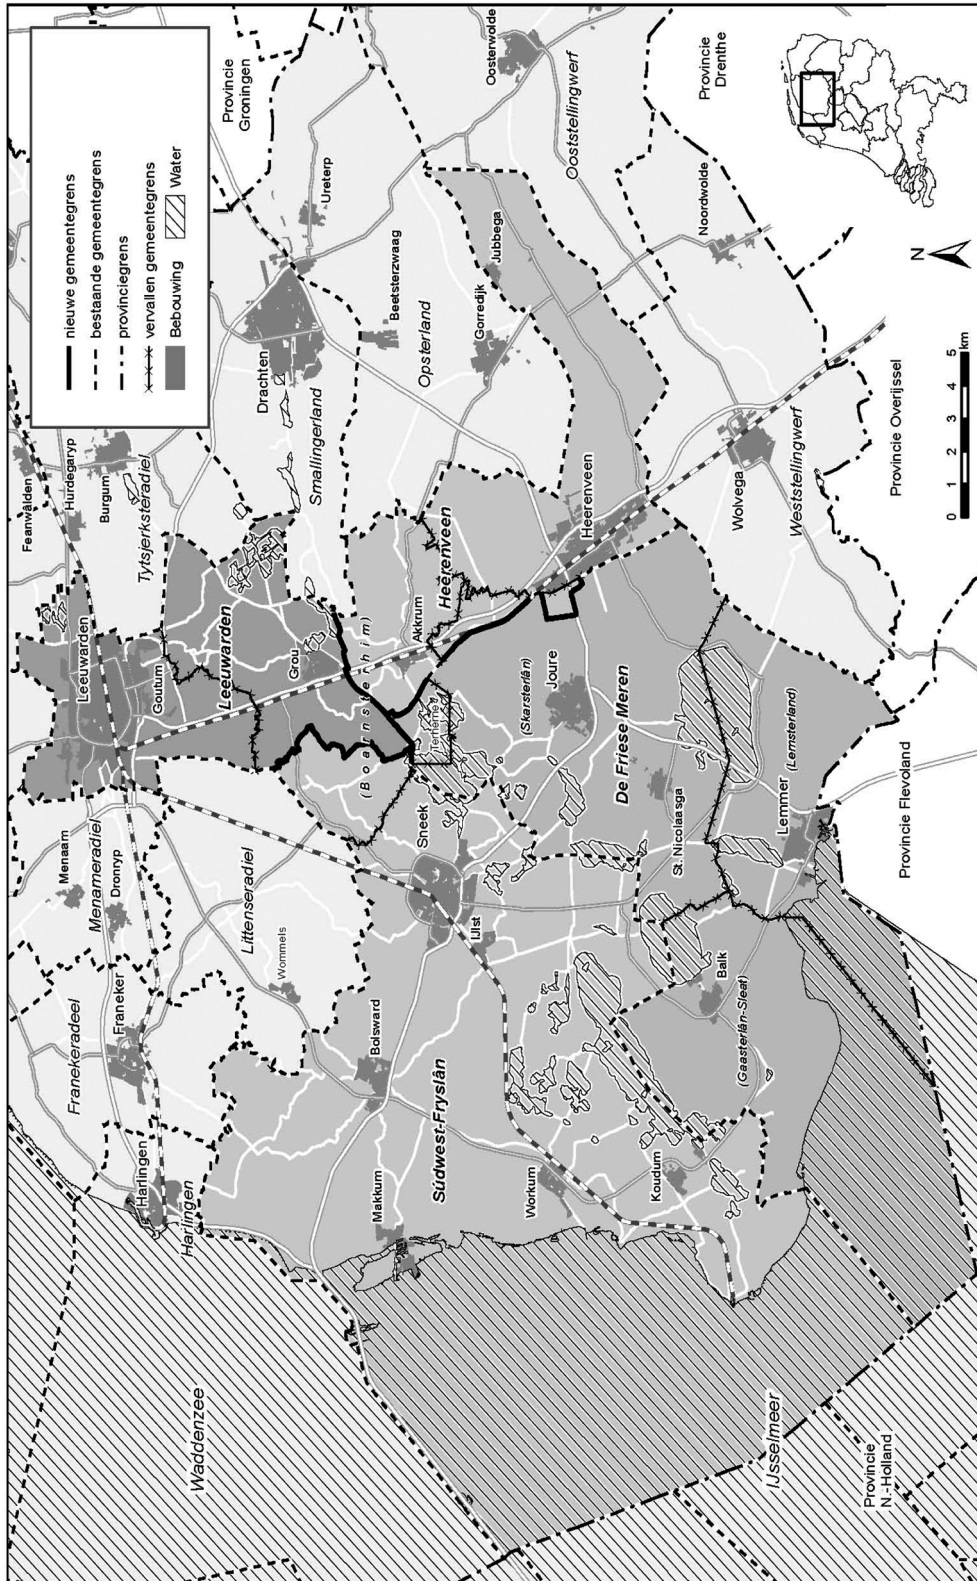 nieuwe gemeentegrens
bestaande gemeentegrens
provinciegrens
vervallen gemeentegrens
Bebouwing
Water
Waddenzee
Harlingen
Harlingen
Franekeradeel
Franeker
Menaam
Menameradiel
Dronryp
Littenseradiel
Wommels
Leeuwarden
Goutum
Leeuwarden
Grou
Feanwâlden
Hurdegaryp
Burgum
Tytsjerksteradiel
Drachten
Smallingerland
Ureterp
Provincie
Groningen
Beetsterzwaag
Opsterland
Gorredijk
Jubbega
Oosterwolde
Ooststellingwerf
Makkum
Bolsward
Súdwest-Fryslân
Sneek
IJlst
Workum
Koudum
(Boarnsterhim)
Terherne
Akkrum
Heerenveen
Heerenveen
(Skarsterlân)
Joure
De Friese Meren
St. Nicolaasga
Balk
(Gaasterlân-Sleat)
Lemmer
(Lemsterland)
Wolvega
Weststellingwerf
Noordwolde
Provincie
Drenthe
IJsselmeer
Provincie
N.-Holland
Provincie Flevoland
Provincie Overijssel
0 1 2 3 4 5
km
N